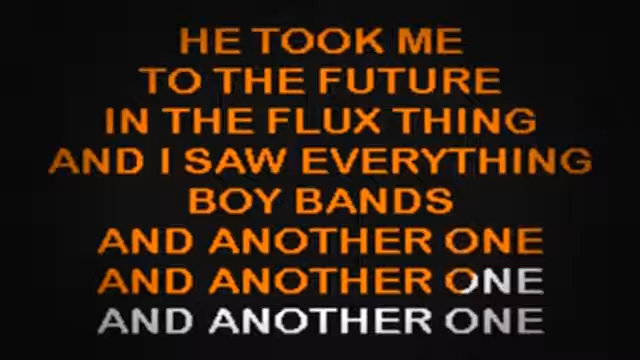 HE TOOK ME
TO THE FUTURE
IN THE FLUX THING
AND I SAW EVERYTHING
BOY BANDS
AND ANOTHER ONE
AND ANOTHER ONE
AND ANOTHER ONE